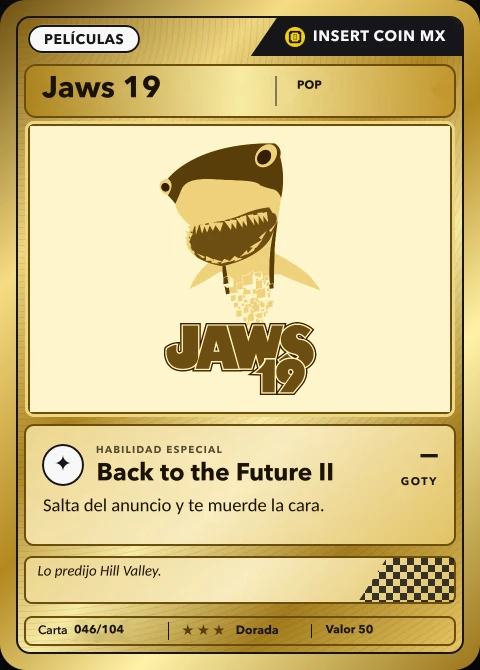 PELÍCULAS
INSERT COIN MX
Jaws 19
POP
JAWS
19
HABILIDAD ESPECIAL
Back to the Future II
–
GOTY
Salta del anuncio y te muerde la cara.
Lo predijo Hill Valley.
Carta 046/104 ★★★ Dorada Valor 50